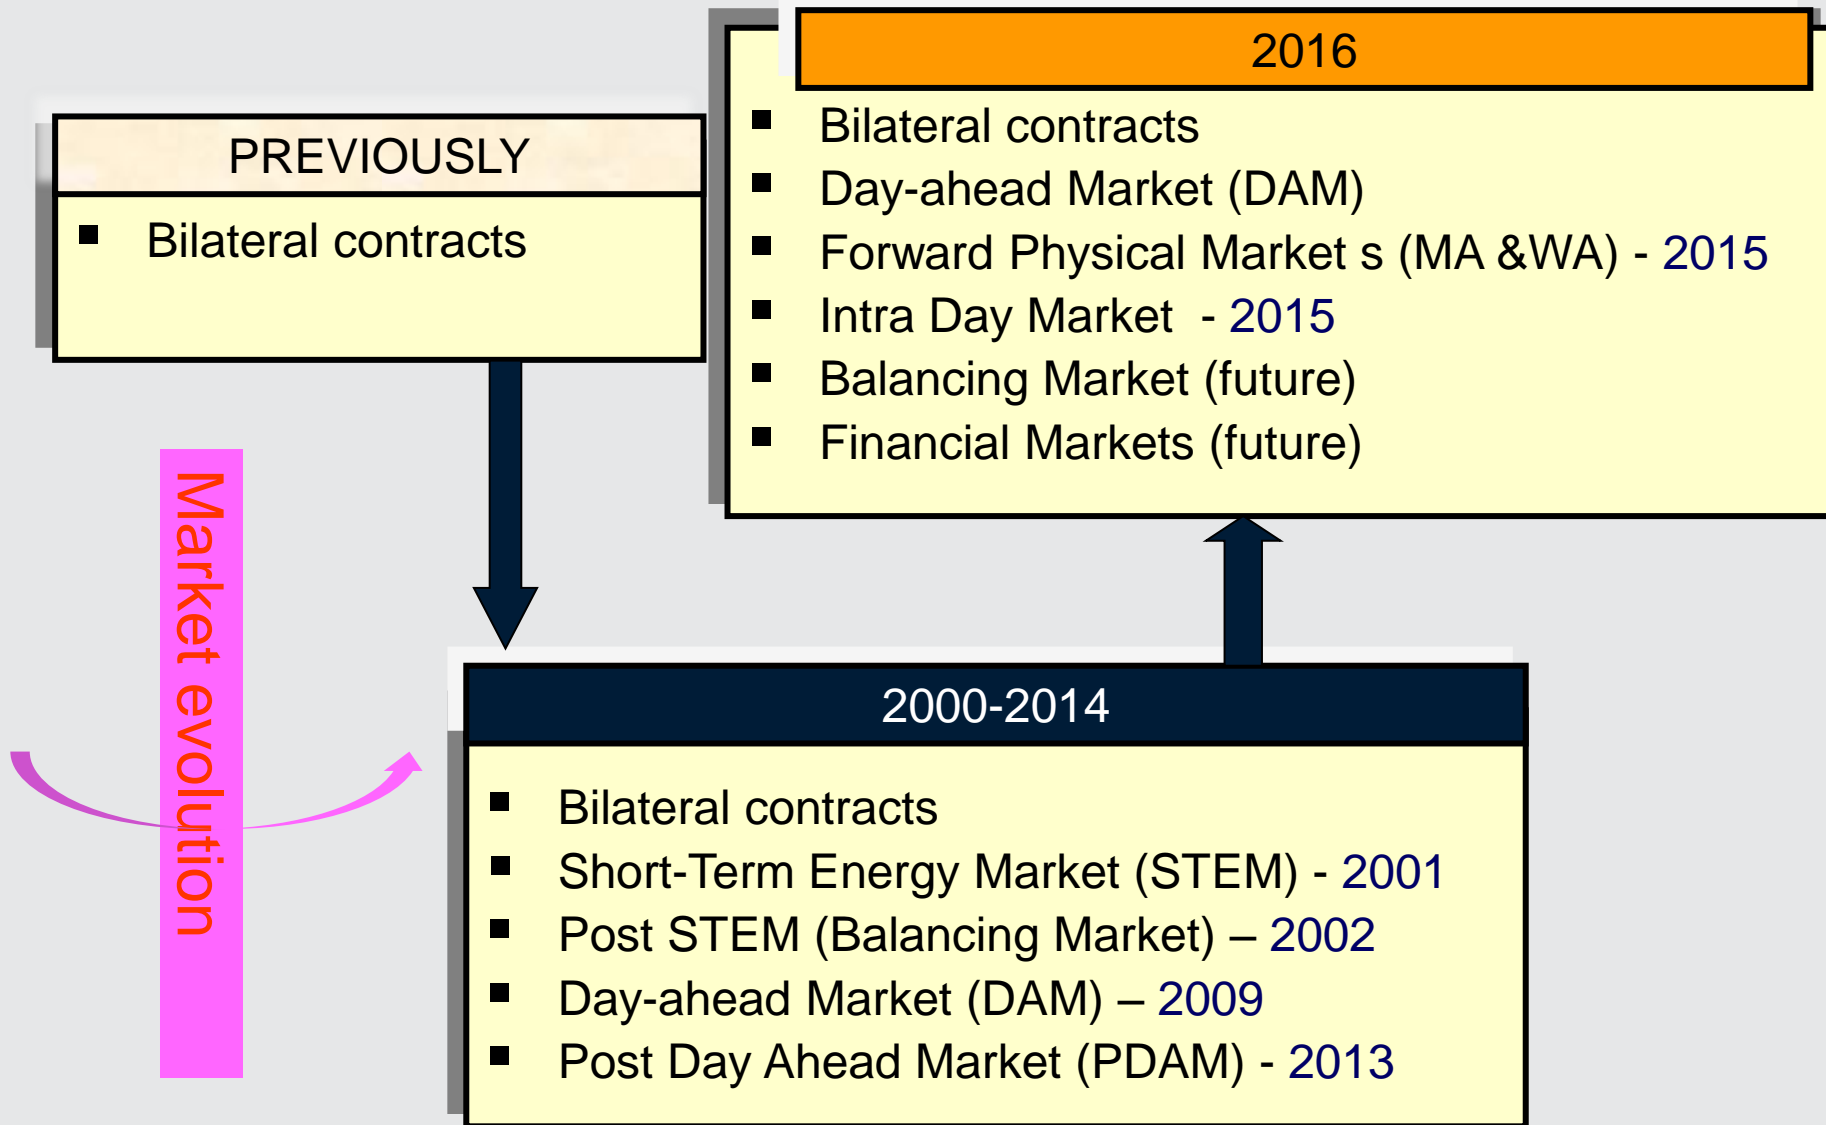 PREVIOUSLY
■ Bilateral contracts
2016
■ Bilateral contracts
■ Day-ahead Market (DAM)
■ Forward Physical Market s (MA &WA) - 2015
■ Intra Day Market - 2015
■ Balancing Market (future)
■ Financial Markets (future)
Market evolution
2000-2014
■ Bilateral contracts
■ Short-Term Energy Market (STEM) - 2001
■ Post STEM (Balancing Market) – 2002
■ Day-ahead Market (DAM) – 2009
■ Post Day Ahead Market (PDAM) - 2013